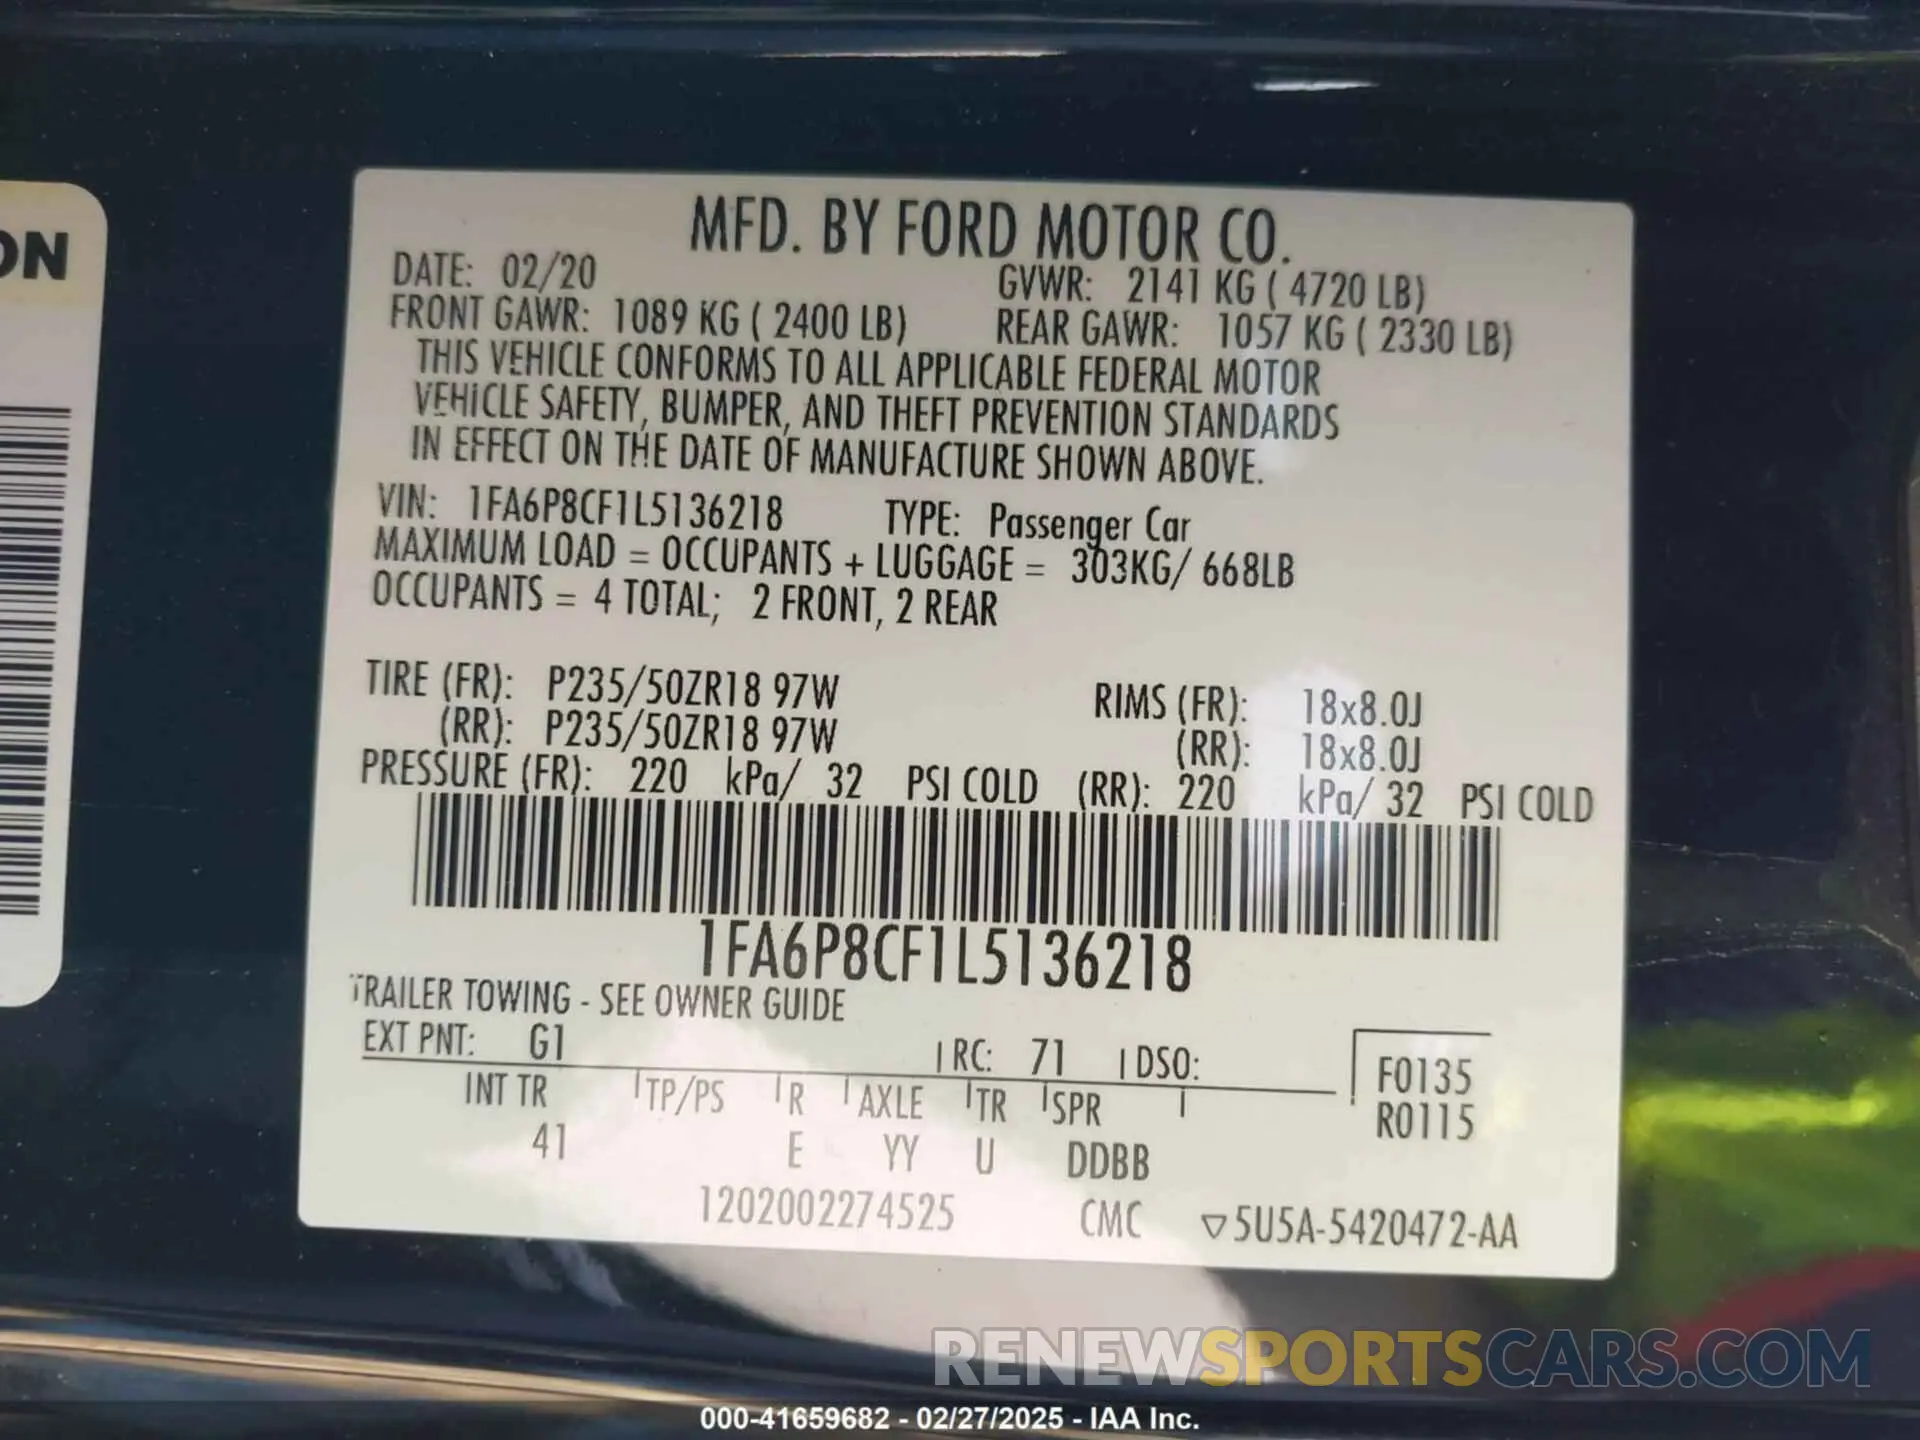 ON
MFD. BY FORD MOTOR CO.
DATE: 02/20 GVWR: 2141 KG ( 4720 LB)
FRONT GAWR: 1089 KG ( 2400 LB) REAR GAWR: 1057 KG ( 2330 LB)
THIS VEHICLE CONFORMS TO ALL APPLICABLE FEDERAL MOTOR
VEHICLE SAFETY, BUMPER, AND THEFT PREVENTION STANDARDS
IN EFFECT ON THE DATE OF MANUFACTURE SHOWN ABOVE.
VIN: 1FA6P8CF1L5136218 TYPE: Passenger Car
MAXIMUM LOAD = OCCUPANTS + LUGGAGE = 303KG/ 668LB
OCCUPANTS = 4 TOTAL; 2 FRONT, 2 REAR
TIRE (FR): P235/50ZR18 97W RIMS (FR): 18x8.0J
(RR): P235/50ZR18 97W (RR): 18x8.0J
PRESSURE (FR): 220 kPa/ 32 PSI COLD (RR): 220 kPa/ 32 PSI COLD
1FA6P8CF1L5136218
TRAILER TOWING - SEE OWNER GUIDE
EXT PNT: G1 RC: 71 DSO: F0135
INT TR TP/PS R AXLE TR SPR R0115
41 E YY U DDBB
1202002274525 CMC ▽5U5A-5420472-AA
RENEWSPORTSCARS.COM
000-41659682 - 02/27/2025 - IAA Inc.